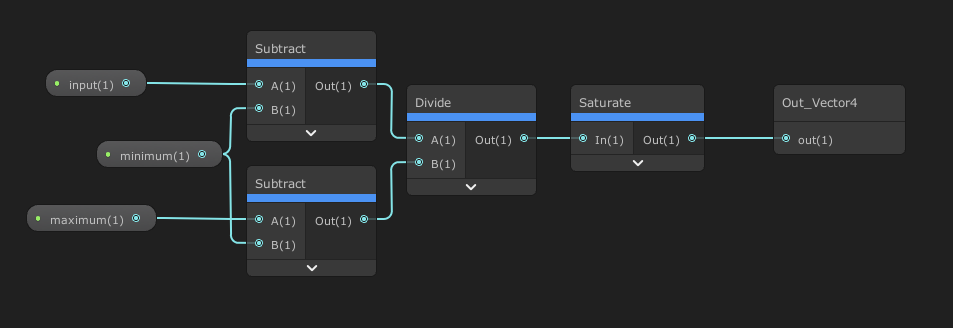 Subtract
input(1)
A(1)
Out(1)
B(1)
Divide
Saturate
Out_Vector4
A(1)
Out(1)
In(1)
Out(1)
out(1)
minimum(1)
B(1)
Subtract
maximum(1)
A(1)
Out(1)
B(1)